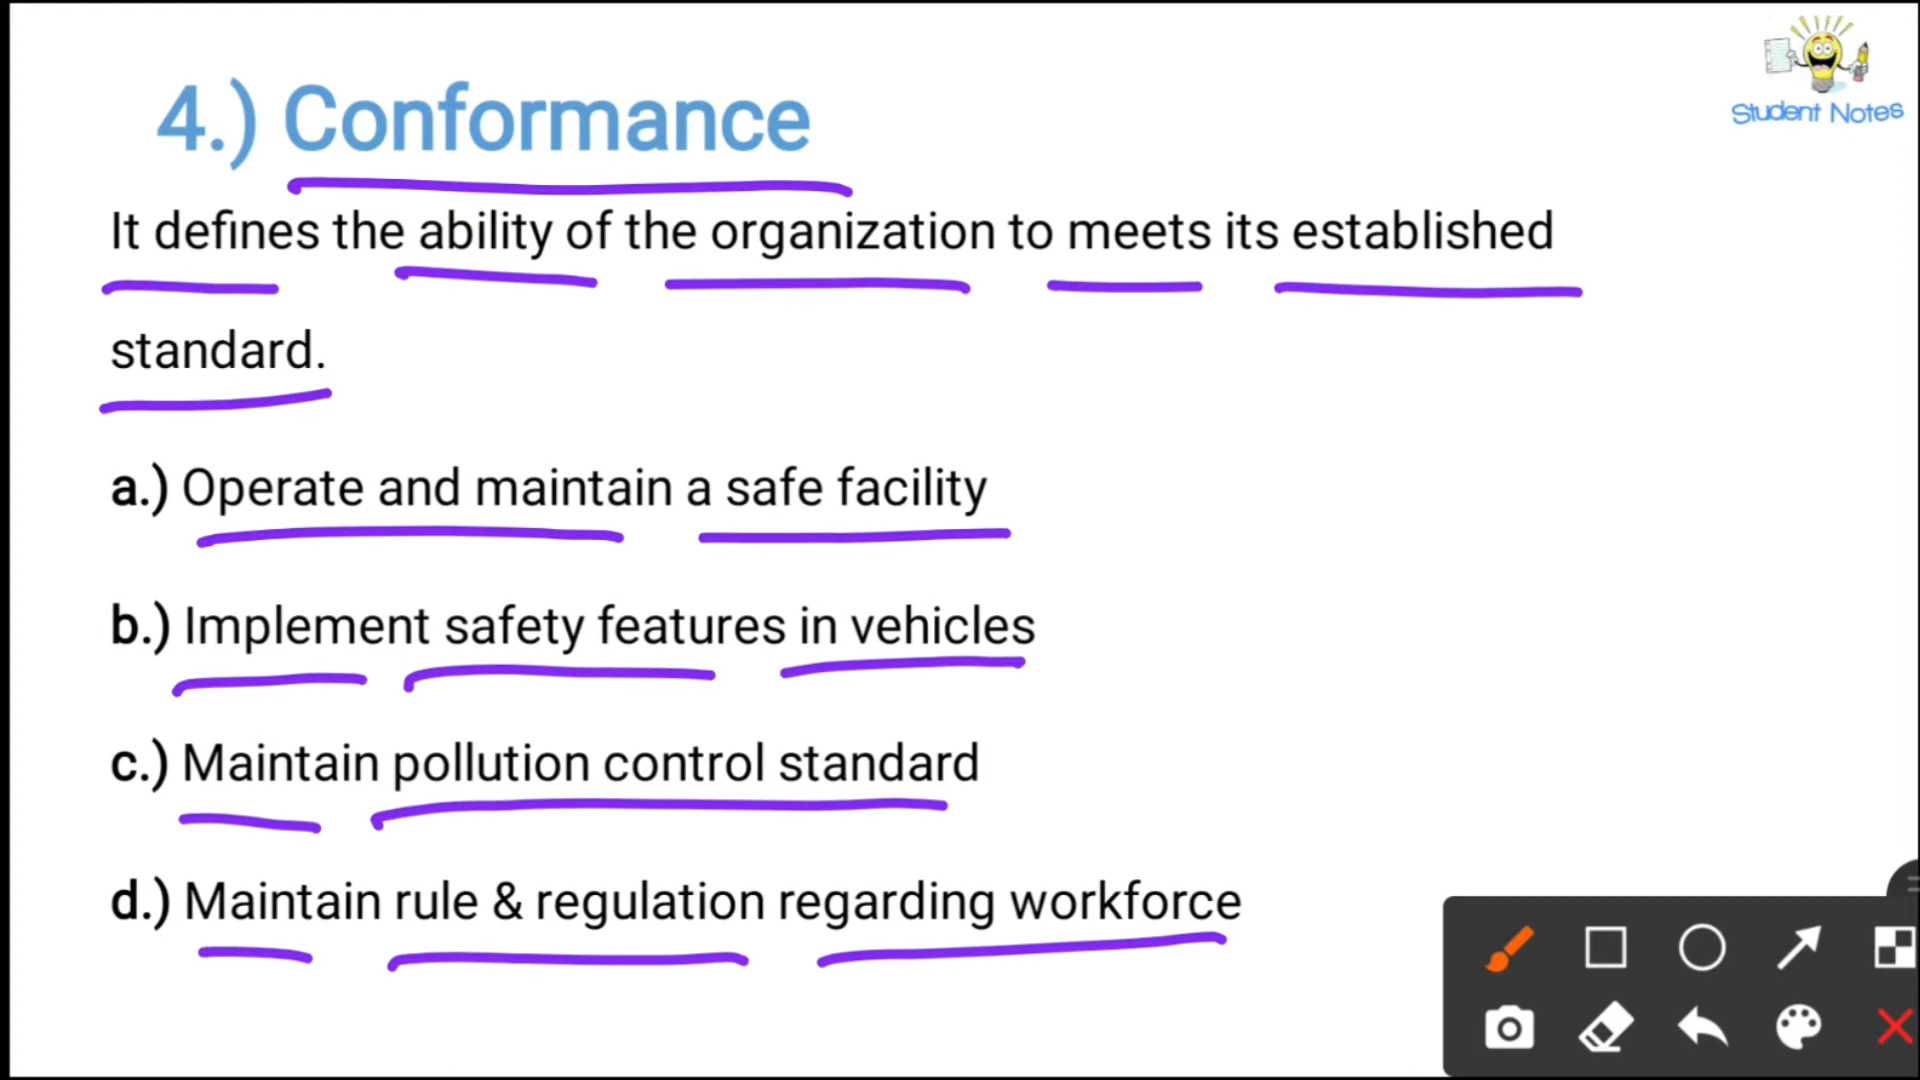 Student Notes
4.) Conformance
It defines the ability of the organization to meets its established
standard.
a.) Operate and maintain a safe facility
b.) Implement safety features in vehicles
c.) Maintain pollution control standard
d.) Maintain rule & regulation regarding workforce